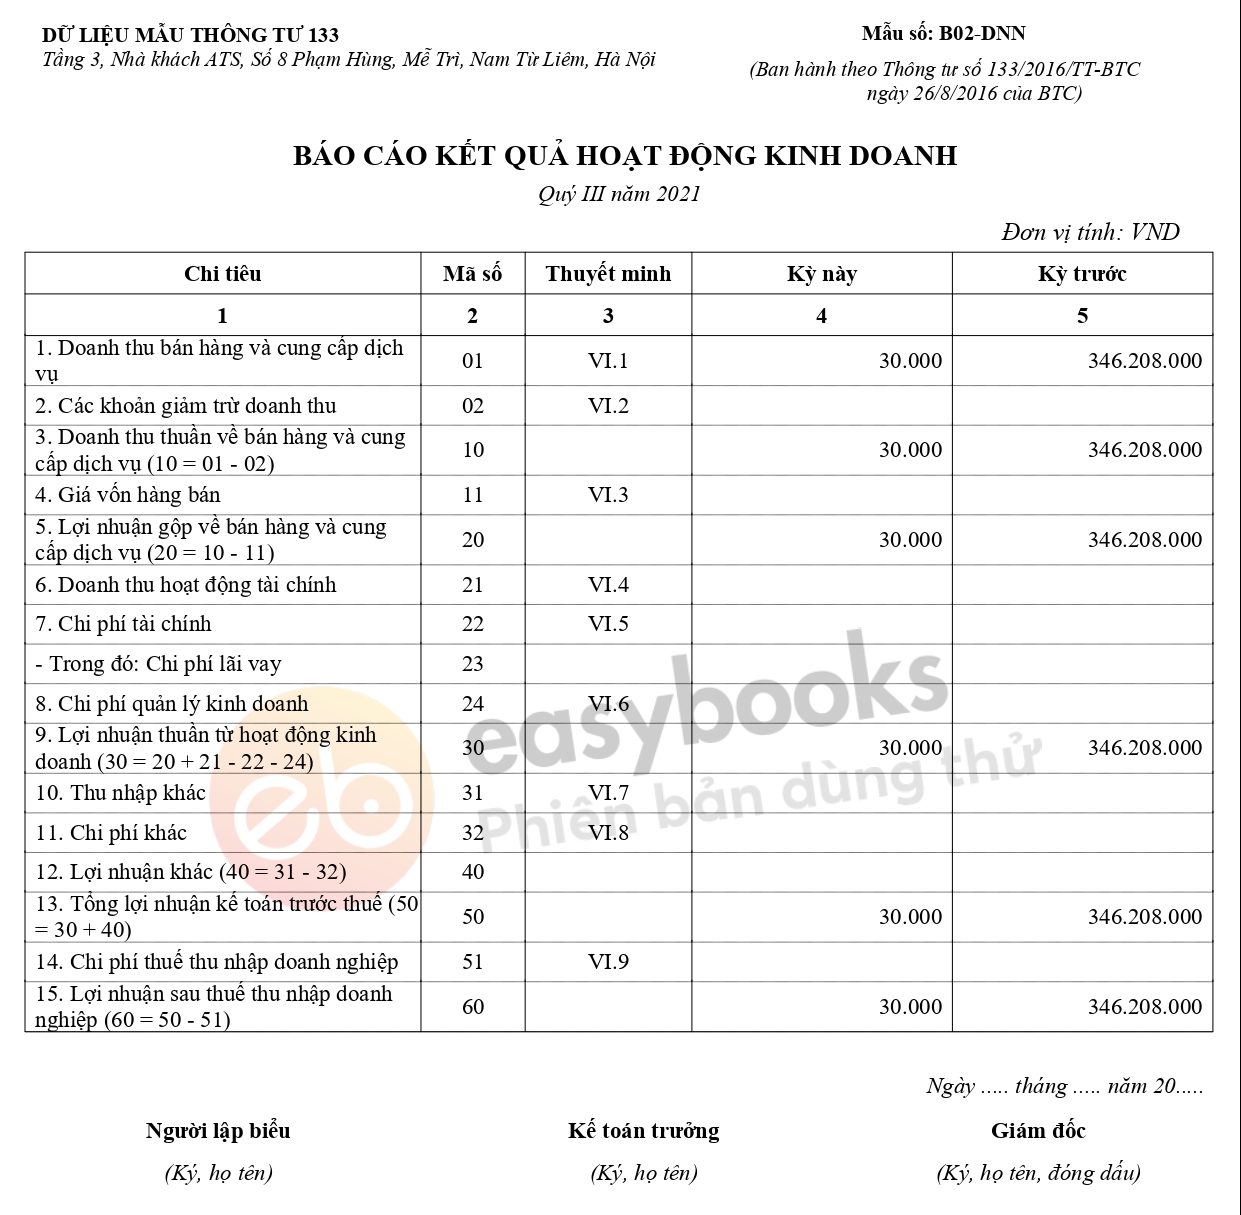 DỮ LIỆU MẪU THÔNG TƯ 133
Tầng 3, Nhà khách ATS, Số 8 Phạm Hùng, Mễ Trì, Nam Từ Liêm, Hà Nội
Mẫu số: B02-DNN
(Ban hành theo Thông tư số 133/2016/TT-BTC
ngày 26/8/2016 của BTC)
BÁO CÁO KẾT QUẢ HOẠT ĐỘNG KINH DOANH
Quý III năm 2021
Đơn vị tính: VND
Chi tiêu Mã số Thuyết minh Kỳ này Kỳ trước
1 2 3 4 5
1. Doanh thu bán hàng và cung cấp dịch
vụ 01 VI.1 30.000 346.208.000
2. Các khoản giảm trừ doanh thu 02 VI.2
3. Doanh thu thuần về bán hàng và cung
cấp dịch vụ (10 = 01 - 02) 10 30.000 346.208.000
4. Giá vốn hàng bán 11 VI.3
5. Lợi nhuận gộp về bán hàng và cung
cấp dịch vụ (20 = 10 - 11) 20 30.000 346.208.000
6. Doanh thu hoạt động tài chính 21 VI.4
7. Chi phí tài chính 22 VI.5
- Trong đó: Chi phí lãi vay 23
8. Chi phí quản lý kinh doanh 24 VI.6
9. Lợi nhuận thuần từ hoạt động kinh
doanh (30 = 20 + 21 - 22 - 24) 30 30.000 346.208.000
10. Thu nhập khác 31 VI.7
11. Chi phí khác 32 VI.8
12. Lợi nhuận khác (40 = 31 - 32) 40
13. Tổng lợi nhuận kế toán trước thuế (50
= 30 + 40) 50 30.000 346.208.000
14. Chi phí thuế thu nhập doanh nghiệp 51 VI.9
15. Lợi nhuận sau thuế thu nhập doanh
nghiệp (60 = 50 - 51) 60 30.000 346.208.000
eb easybooks
Phiên bản dùng thử
Ngày ..... tháng ..... năm 20.....
Người lập biểu Kế toán trưởng Giám đốc
(Ký, họ tên) (Ký, họ tên) (Ký, họ tên, đóng dấu)